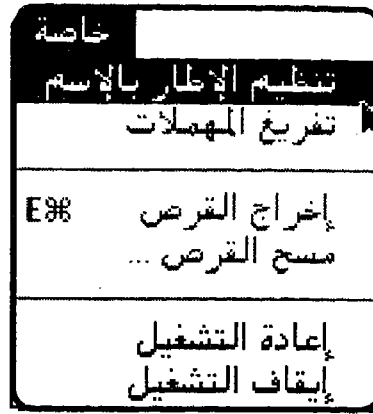 خاصة
تنظيم الإطار بالإسم
تفريغ المهملات
إخراج القرص E⌘
مسح القرص ...
إعادة التشغيل
إيقاف التشغيل